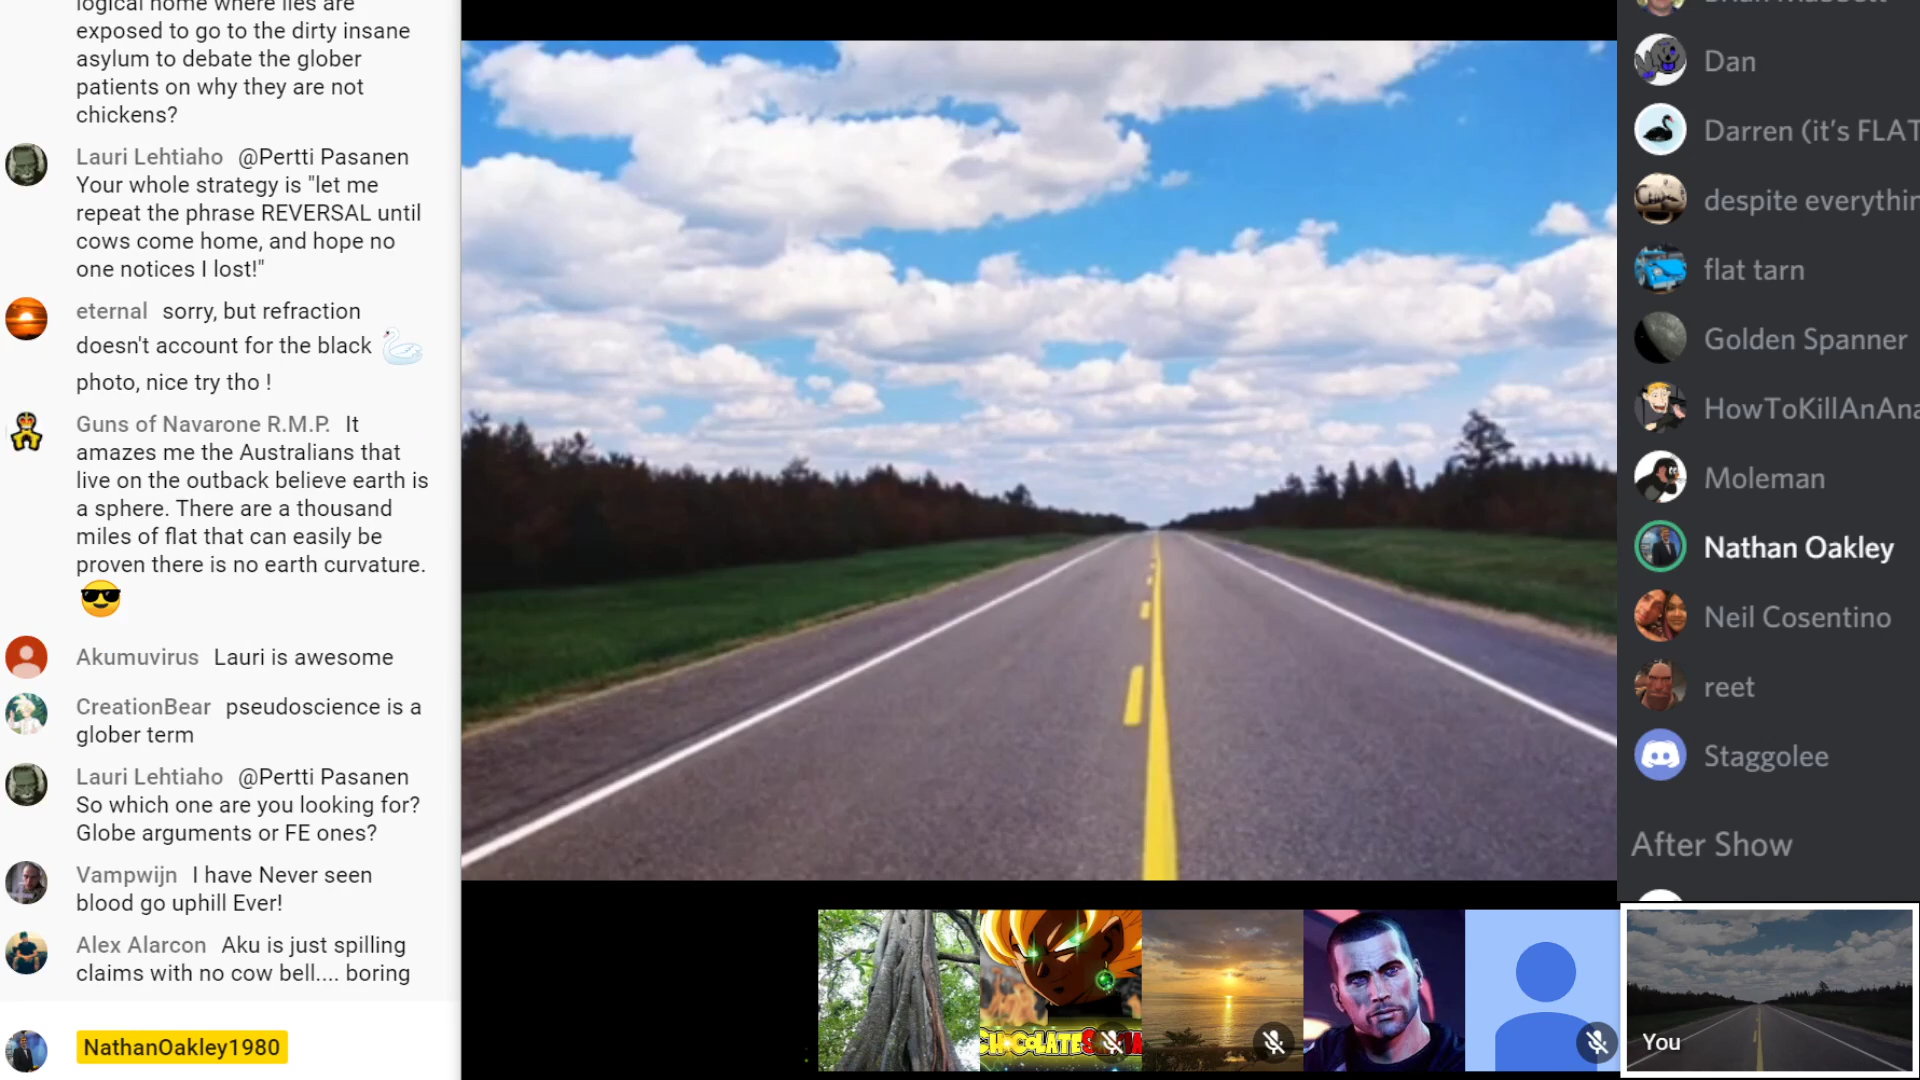 logical home where lies are
exposed to go to the dirty insane
asylum to debate the glober
patients on why they are not
chickens?
Lauri Lehtiaho @Pertti Pasanen
Your whole strategy is "let me
repeat the phrase REVERSAL until
cows come home, and hope no
one notices I lost!"
eternal sorry, but refraction
doesn't account for the black
photo, nice try tho !
Guns of Navarone R.M.P. It
amazes me the Australians that
live on the outback believe earth is
a sphere. There are a thousand
miles of flat that can easily be
proven there is no earth curvature.
Akumuvirus Lauri is awesome
CreationBear pseudoscience is a
glober term
Lauri Lehtiaho @Pertti Pasanen
So which one are you looking for?
Globe arguments or FE ones?
Vampwijn I have Never seen
blood go uphill Ever!
Alex Alarcon Aku is just spilling
claims with no cow bell.... boring
NathanOakley1980
CHOCOLATE
You
Dan
Darren (it's FLAT
despite everythin
flat tarn
Golden Spanner
HowToKillAnAna
Moleman
Nathan Oakley
Neil Cosentino
reet
Staggolee
After Show